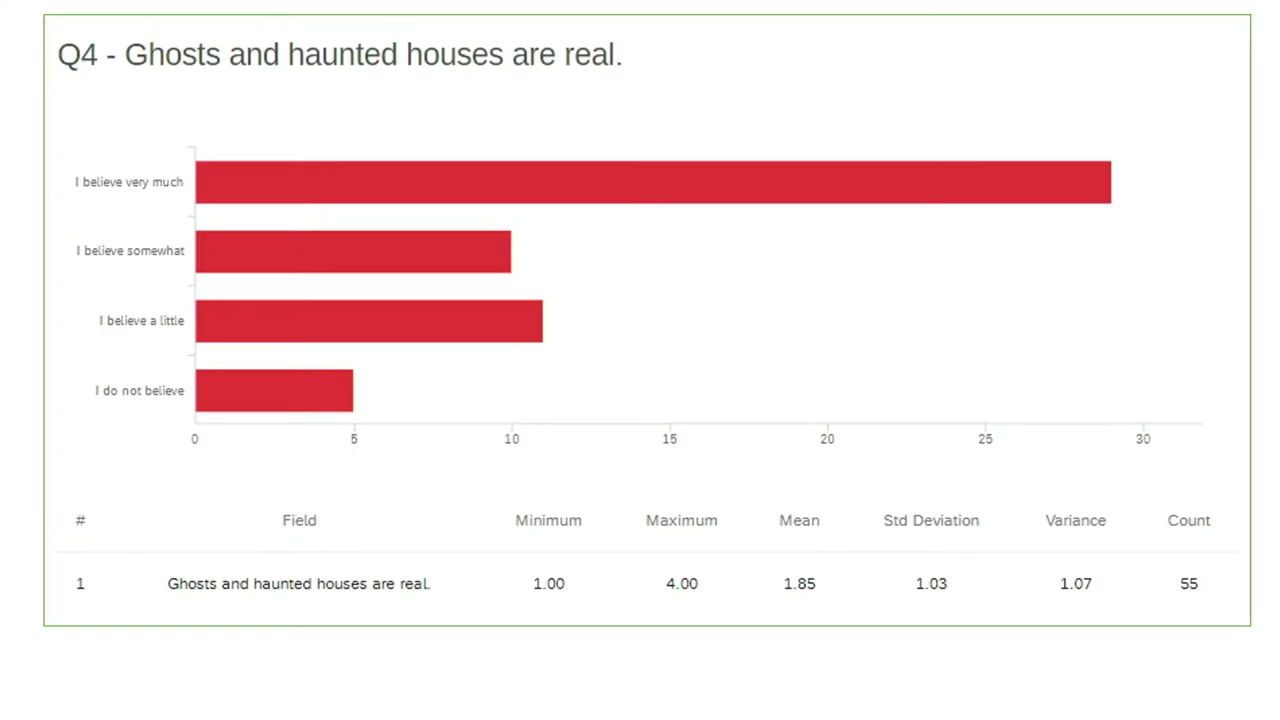 Q4 - Ghosts and haunted houses are real.
I believe very much
I believe somewhat
I believe a little
I do not believe
0 5 10 15 20 25 30
# Field Minimum Maximum Mean Std Deviation Variance Count
1 Ghosts and haunted houses are real. 1.00 4.00 1.85 1.03 1.07 55